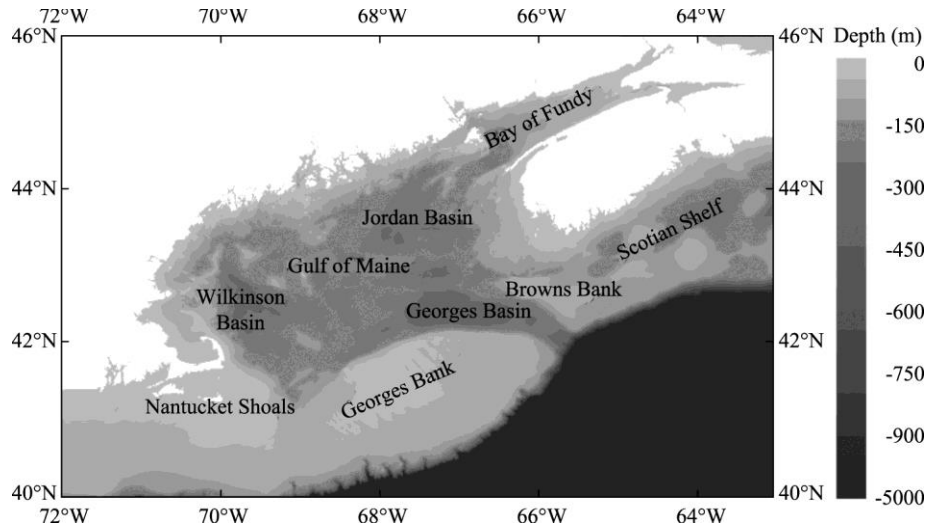 72°W 70°W 68°W 66°W 64°W
46°N 46°N Depth (m)
0
Bay of Fundy
-150
44°N 44°N
-300
Jordan Basin
Scotian Shelf
-450
Gulf of Maine
Browns Bank
Wilkinson
Basin
Georges Basin
-600
42°N 42°N
-750
Georges Bank
Nantucket Shoals
-900
40°N 40°N -5000
72°W 70°W 68°W 66°W 64°W